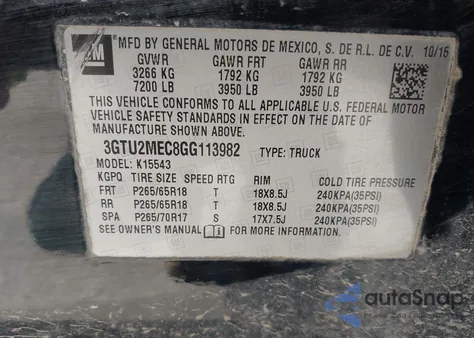 GM
MFD BY GENERAL MOTORS DE MEXICO, S. DE R.L. DE C.V. 10/15
GVWR GAWR FRT GAWR RR
3266 KG 1792 KG 1792 KG
7200 LB 3950 LB 3950 LB
THIS VEHICLE CONFORMS TO ALL APPLICABLE U.S. FEDERAL MOTOR
VEHICLE SAFETY STANDARDS IN EFFECT ON THE DATE OF
MANUFACTURE SHOWN ABOVE.
3GTU2MEC8GG113982 TYPE: TRUCK
MODEL: K15543
KGPQ TIRE SIZE SPEED RTG RIM COLD TIRE PRESSURE
FRT P265/65R18 T 18X8.5J 240KPA(35PSI)
RR P265/65R18 T 18X8.5J 240KPA(35PSI)
SPA P265/70R17 S 17X7.5J 240KPA(35PSI)
SEE OWNER'S MANUAL FOR MORE INFORMATION.
autoSnap